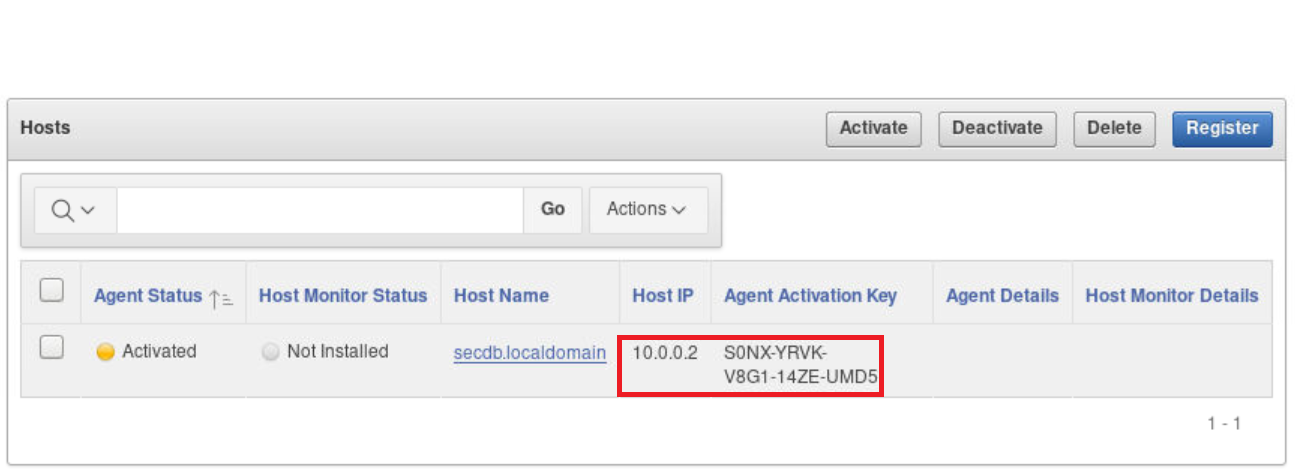 Hosts
Activate
Deactivate
Delete
Register
Go
Actions
Agent Status
Host Monitor Status
Host Name
Host IP
Agent Activation Key
Agent Details
Host Monitor Details
Activated
Not Installed
secdb.localdomain
10.0.0.2
S0NX-YRVK-
V8G1-14ZE-UMD5
1 - 1